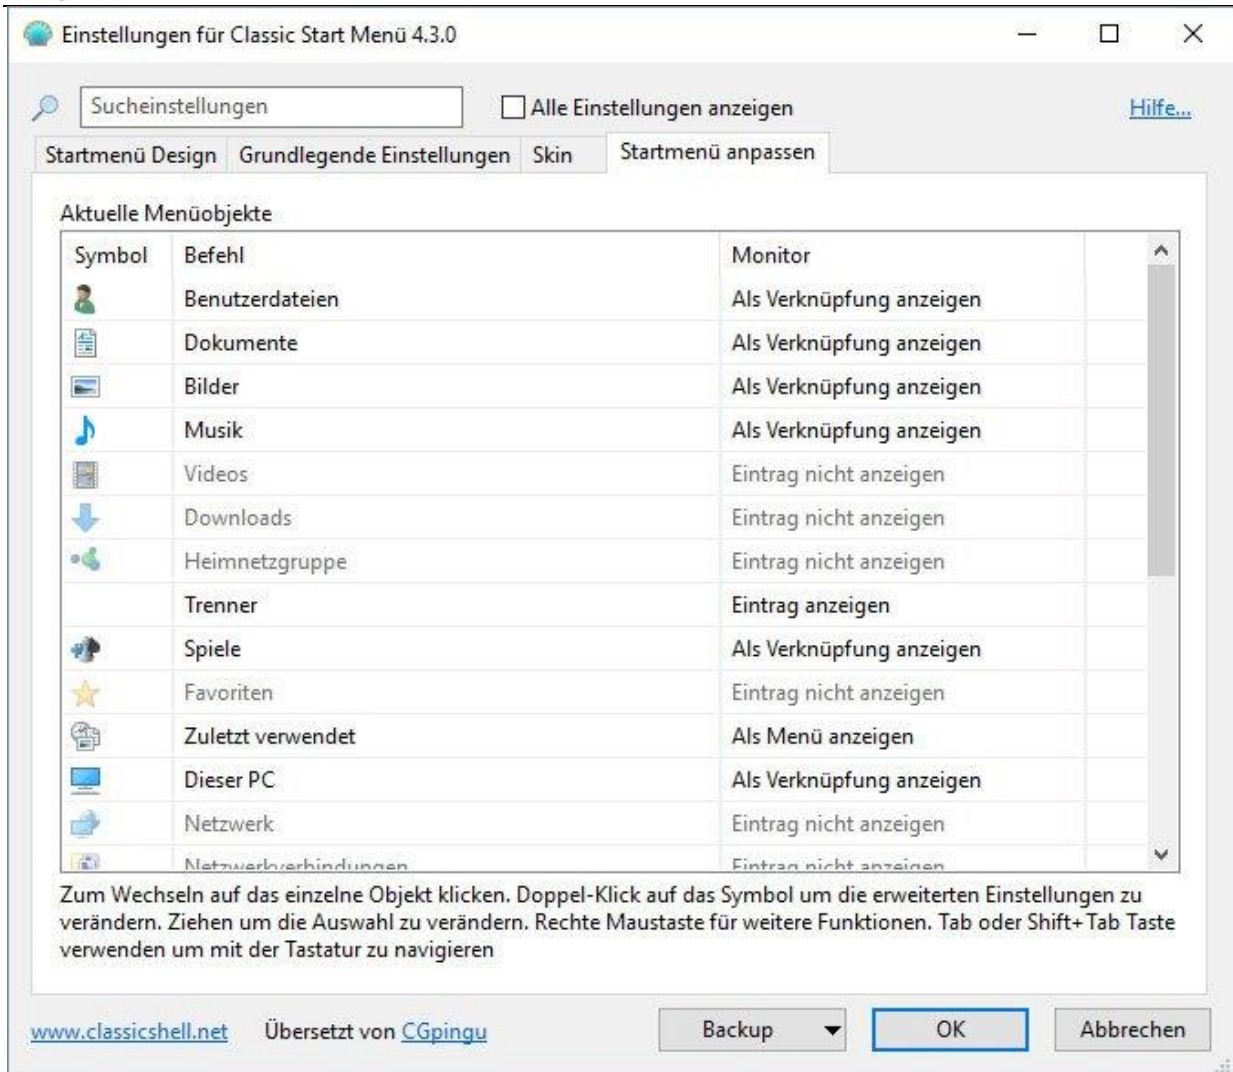 Einstellungen für Classic Start Menü 4.3.0
Sucheinstellungen
Alle Einstellungen anzeigen
Hilfe...
Startmenü Design Grundlegende Einstellungen Skin Startmenü anpassen
Aktuelle Menüobjekte
Symbol Befehl Monitor
Benutzerdateien Als Verknüpfung anzeigen
Dokumente Als Verknüpfung anzeigen
Bilder Als Verknüpfung anzeigen
Musik Als Verknüpfung anzeigen
Videos Eintrag nicht anzeigen
Downloads Eintrag nicht anzeigen
Heimnetzgruppe Eintrag nicht anzeigen
Trenner Eintrag anzeigen
Spiele Als Verknüpfung anzeigen
Favoriten Eintrag nicht anzeigen
Zuletzt verwendet Als Menü anzeigen
Dieser PC Als Verknüpfung anzeigen
Netzwerk Eintrag nicht anzeigen
Netzwerkverbindungen Eintrag nicht anzeigen
Zum Wechseln auf das einzelne Objekt klicken. Doppel-Klick auf das Symbol um die erweiterten Einstellungen zu
verändern. Ziehen um die Auswahl zu verändern. Rechte Maustaste für weitere Funktionen. Tab oder Shift+Tab Taste
verwenden um mit der Tastatur zu navigieren
www.classicshell.net Übersetzt von CGpingu
Backup OK Abbrechen